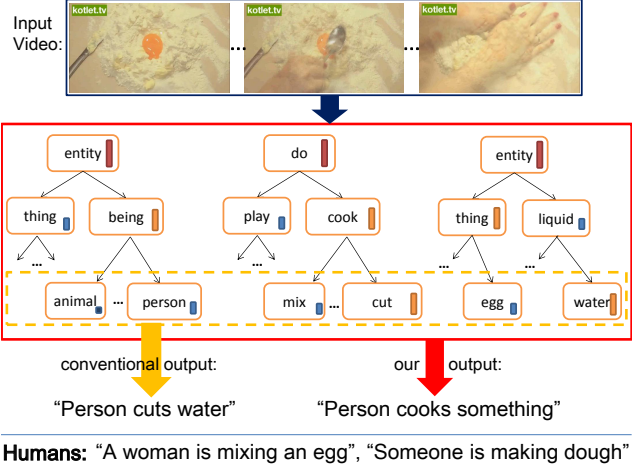 Input
Video:
kotlet.tv
...
kotlet.tv
...
kotlet.tv
entity
do
entity
thing
being
play
cook
thing
liquid
...
...
...
...
animal
...
person
mix
...
cut
egg
water
conventional output:
our output:
“Person cuts water”
“Person cooks something”
Humans: “A woman is mixing an egg”, “Someone is making dough”